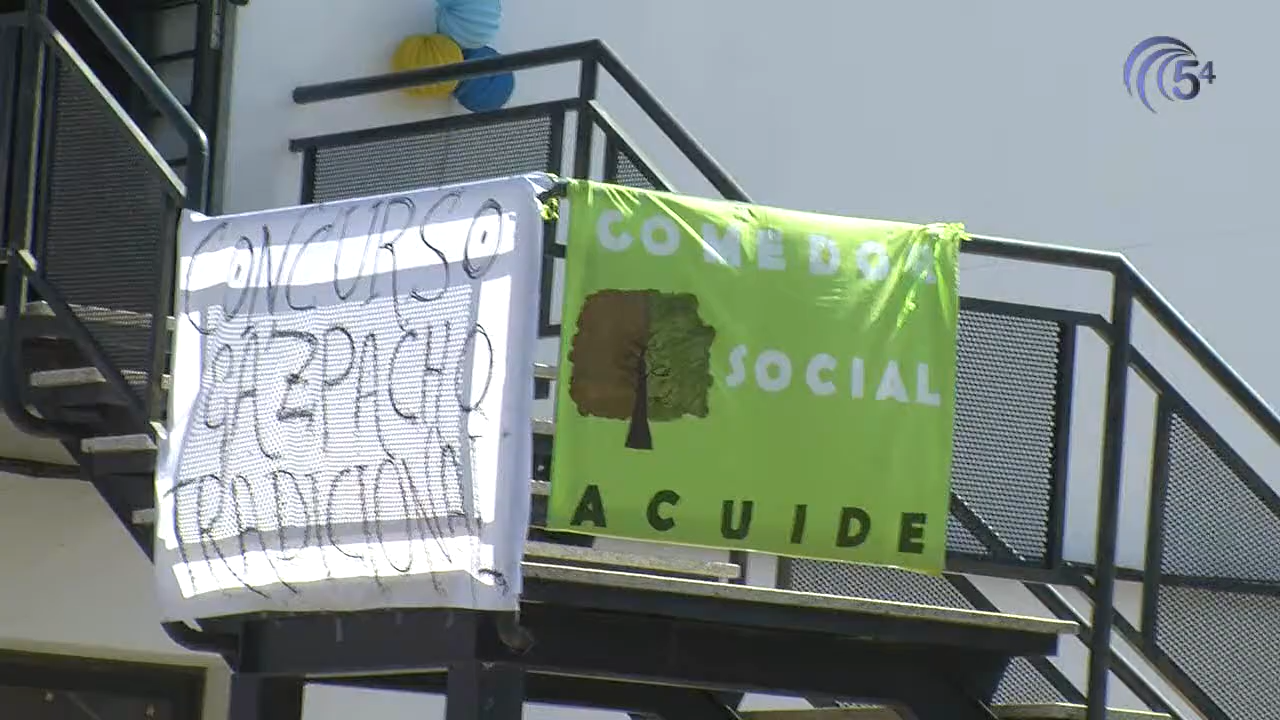 CONCURSO
GAZPACHO
TRADICIONAL
COMEDOR
SOCIAL
ACUIDE
54